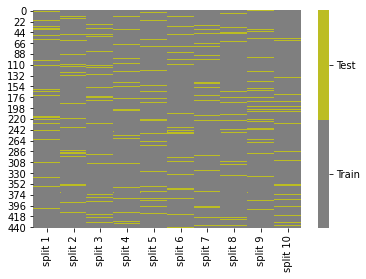 0
22
44
66
88
110
132
154
176
198
220
242
264
286
308
330
352
374
396
418
440
split 1
split 2
split 3
split 4
split 5
split 6
split 7
split 8
split 9
split 10
Test
Train